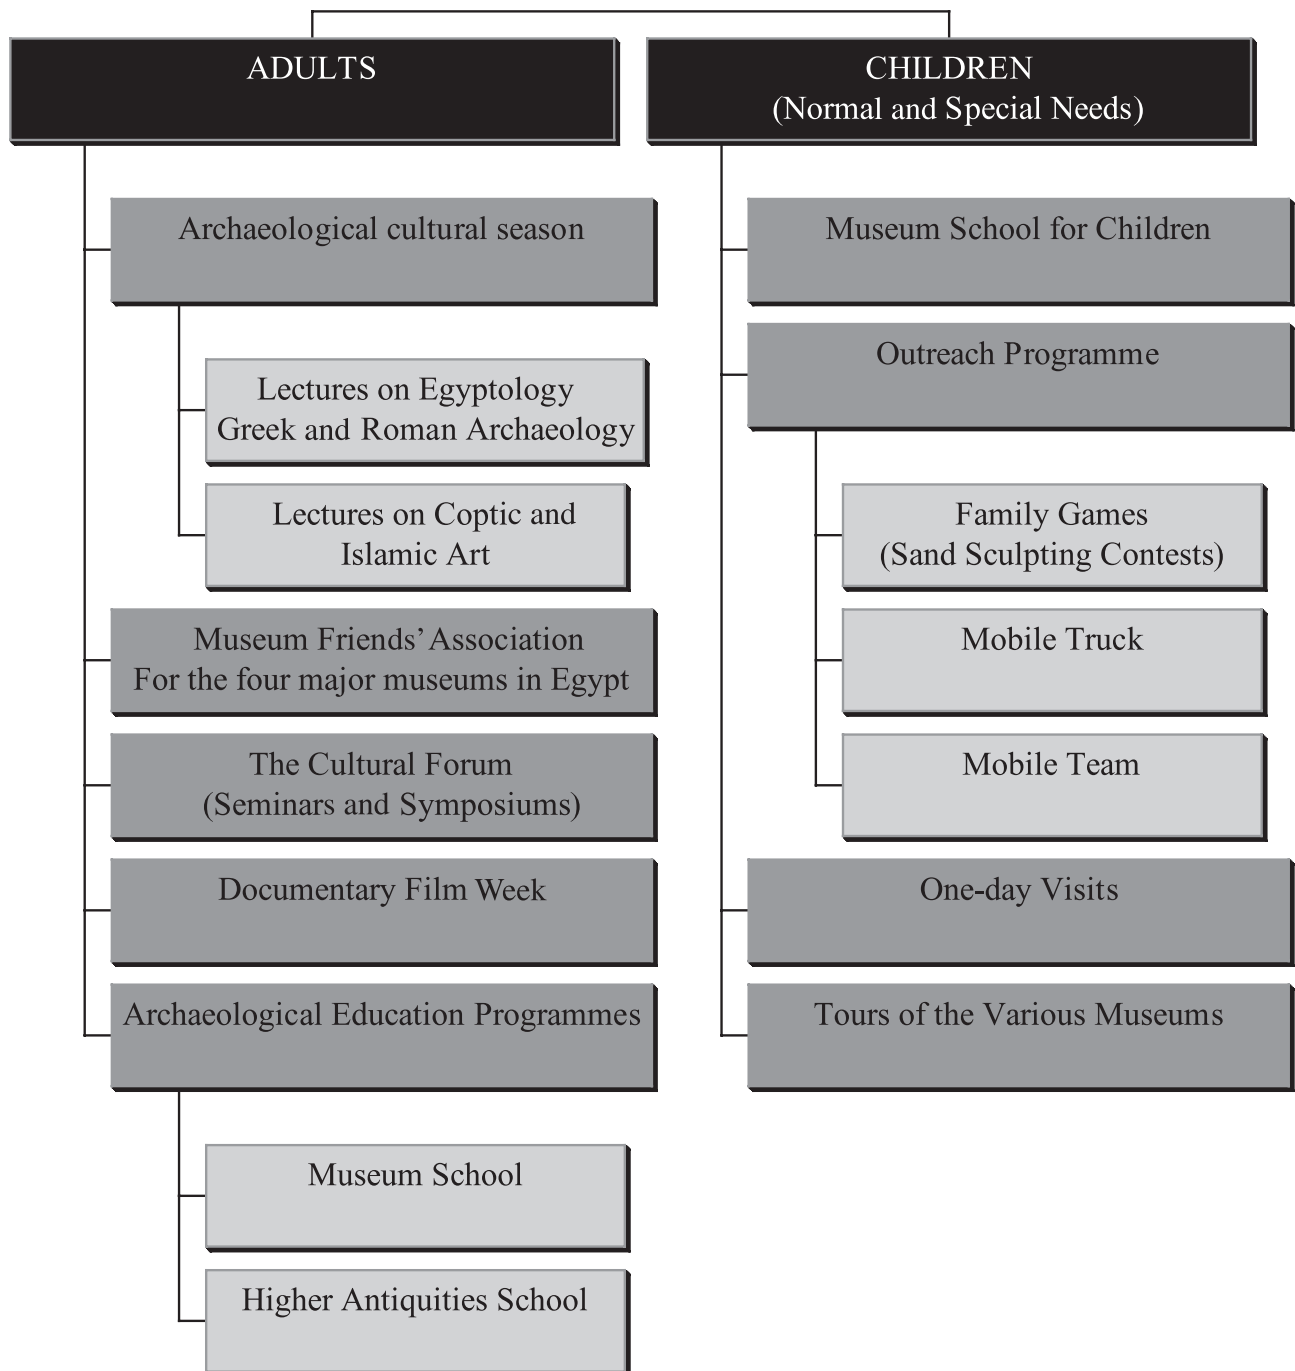 ADULTS
Archaeological cultural season
Lectures on Egyptology
Greek and Roman Archaeology
Lectures on Coptic and
Islamic Art
Museum Friends' Association
For the four major museums in Egypt
The Cultural Forum
(Seminars and Symposiums)
Documentary Film Week
Archaeological Education Programmes
Museum School
Higher Antiquities School
CHILDREN
(Normal and Special Needs)
Museum School for Children
Outreach Programme
Family Games
(Sand Sculpting Contests)
Mobile Truck
Mobile Team
One-day Visits
Tours of the Various Museums